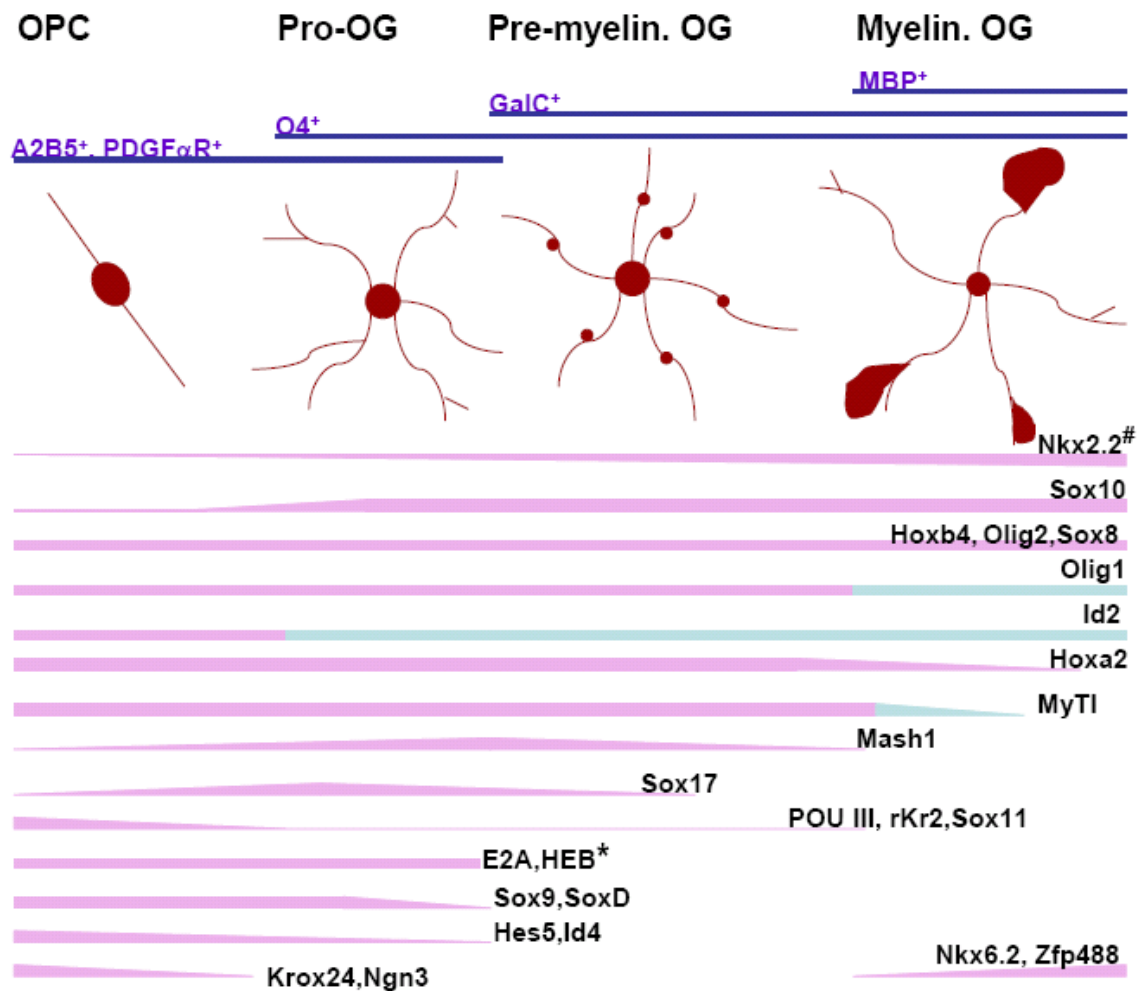 OPC Pro-OG Pre-myelin. OG Myelin. OG
MBP⁺
GalC⁺
O4⁺
A2B5⁺, PDGFαR⁺
Nkx2.2#
Sox10
Hoxb4, Olig2,Sox8
Olig1
Id2
Hoxa2
MyTI
Mash1
Sox17
POU III, rKr2,Sox11
E2A,HEB*
Sox9,SoxD
Hes5,Id4
Nkx6.2, Zfp488
Krox24,Ngn3